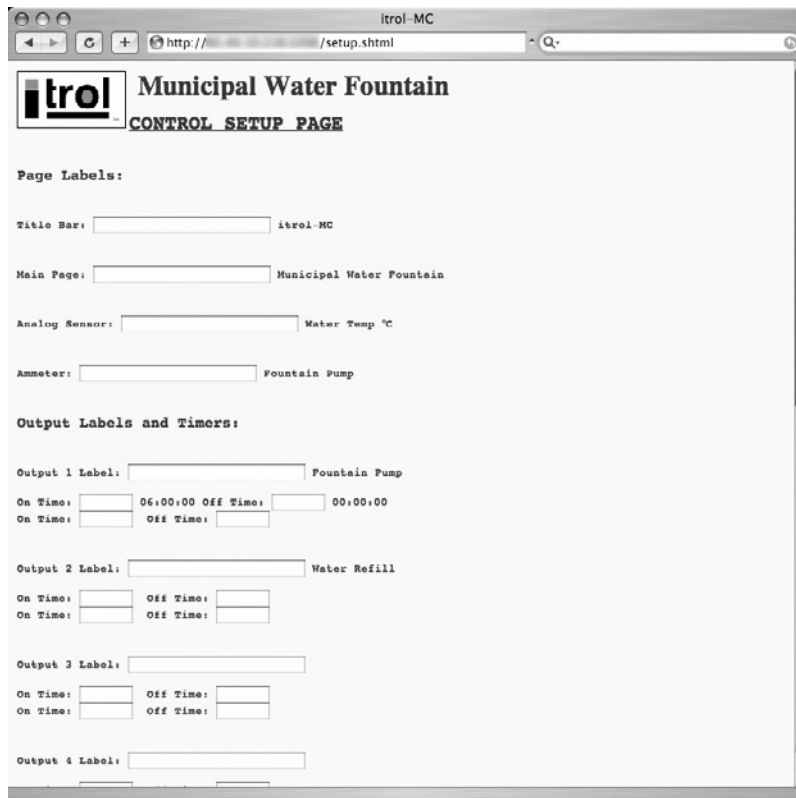 itrol-MC
http:// /setup.shtml
itrol Municipal Water Fountain
CONTROL SETUP PAGE
Page Labels:
Title Bar: itrol-MC
Main Page: Municipal Water Fountain
Analog Sensor: Water Temp °C
Ammeter: Fountain Pump
Output Labels and Timers:
Output 1 Label: Fountain Pump
On Time: 06:00:00 Off Time: 00:00:00
On Time: Off Time:
Output 2 Label: Water Refill
On Time: Off Time:
On Time: Off Time:
Output 3 Label:
On Time: Off Time:
On Time: Off Time:
Output 4 Label: